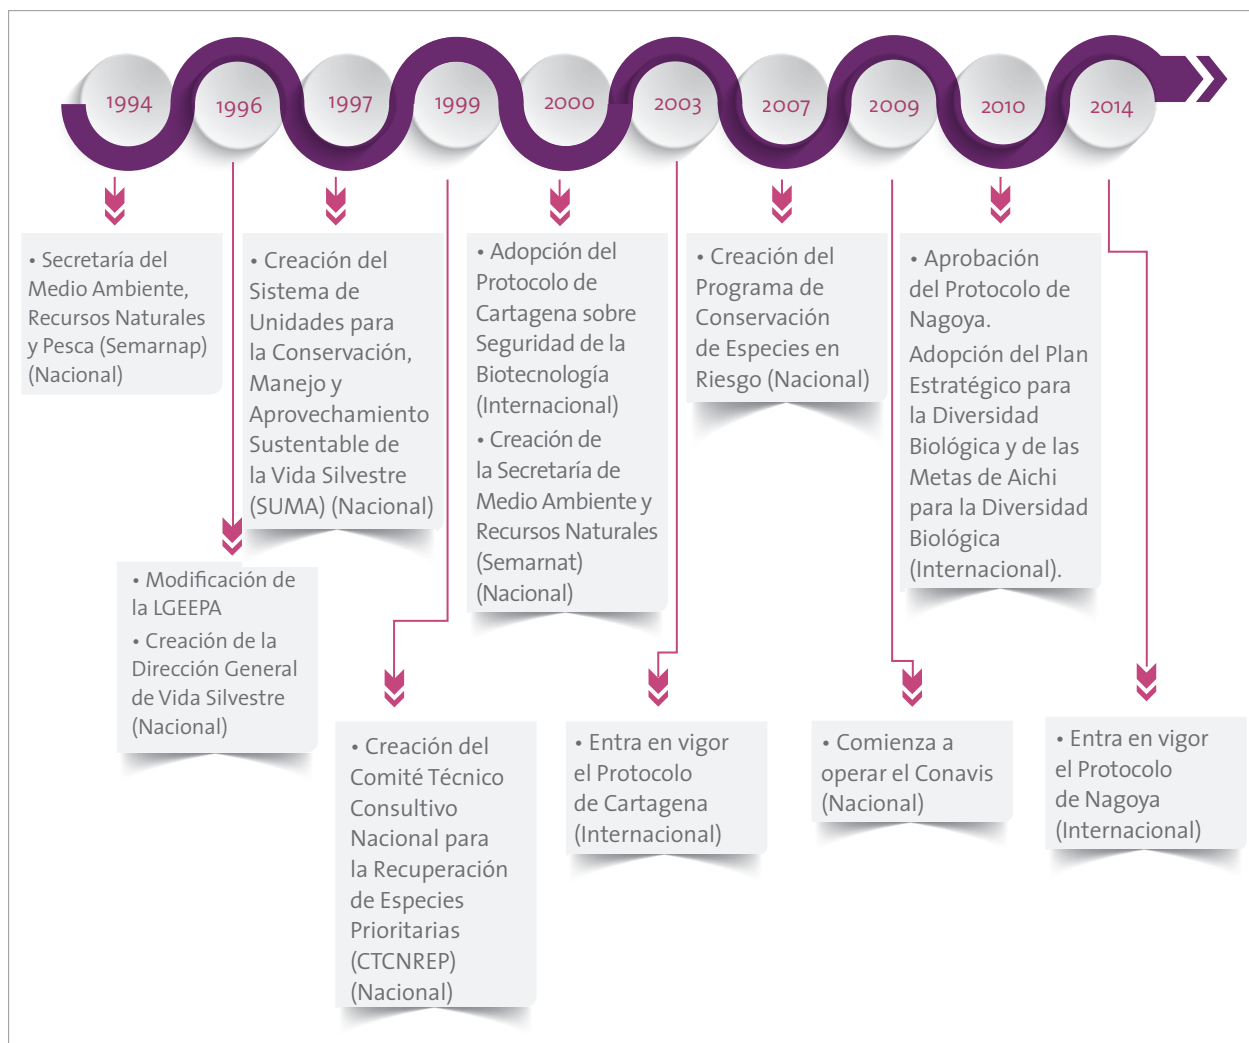 1994
1996
1997
1999
2000
2003
2007
2009
2010
2014
• Secretaría del
Medio Ambiente,
Recursos Naturales
y Pesca (Semarnap)
(Nacional)
• Modificación de
la LGEEPA
• Creación de la
Dirección General
de Vida Silvestre
(Nacional)
• Creación del
Sistema de
Unidades para
la Conservación,
Manejo y
Aprovechamiento
Sustentable de
la Vida Silvestre
(SUMA) (Nacional)
• Creación del
Comité Técnico
Consultivo
Nacional para
la Recuperación
de Especies
Prioritarias
(CTCNREP)
(Nacional)
• Adopción del
Protocolo de
Cartagena sobre
Seguridad de la
Biotecnología
(Internacional)
• Creación de
la Secretaría de
Medio Ambiente y
Recursos Naturales
(Semarnat)
(Nacional)
• Entra en vigor
el Protocolo
de Cartagena
(Internacional)
• Creación del
Programa de
Conservación
de Especies en
Riesgo (Nacional)
• Comienza a
operar el Conavis
(Nacional)
• Aprobación
del Protocolo de
Nagoya.
Adopción del Plan
Estratégico para
la Diversidad
Biológica y de las
Metas de Aichi
para la Diversidad
Biológica
(Internacional).
• Entra en vigor
el Protocolo
de Nagoya
(Internacional)